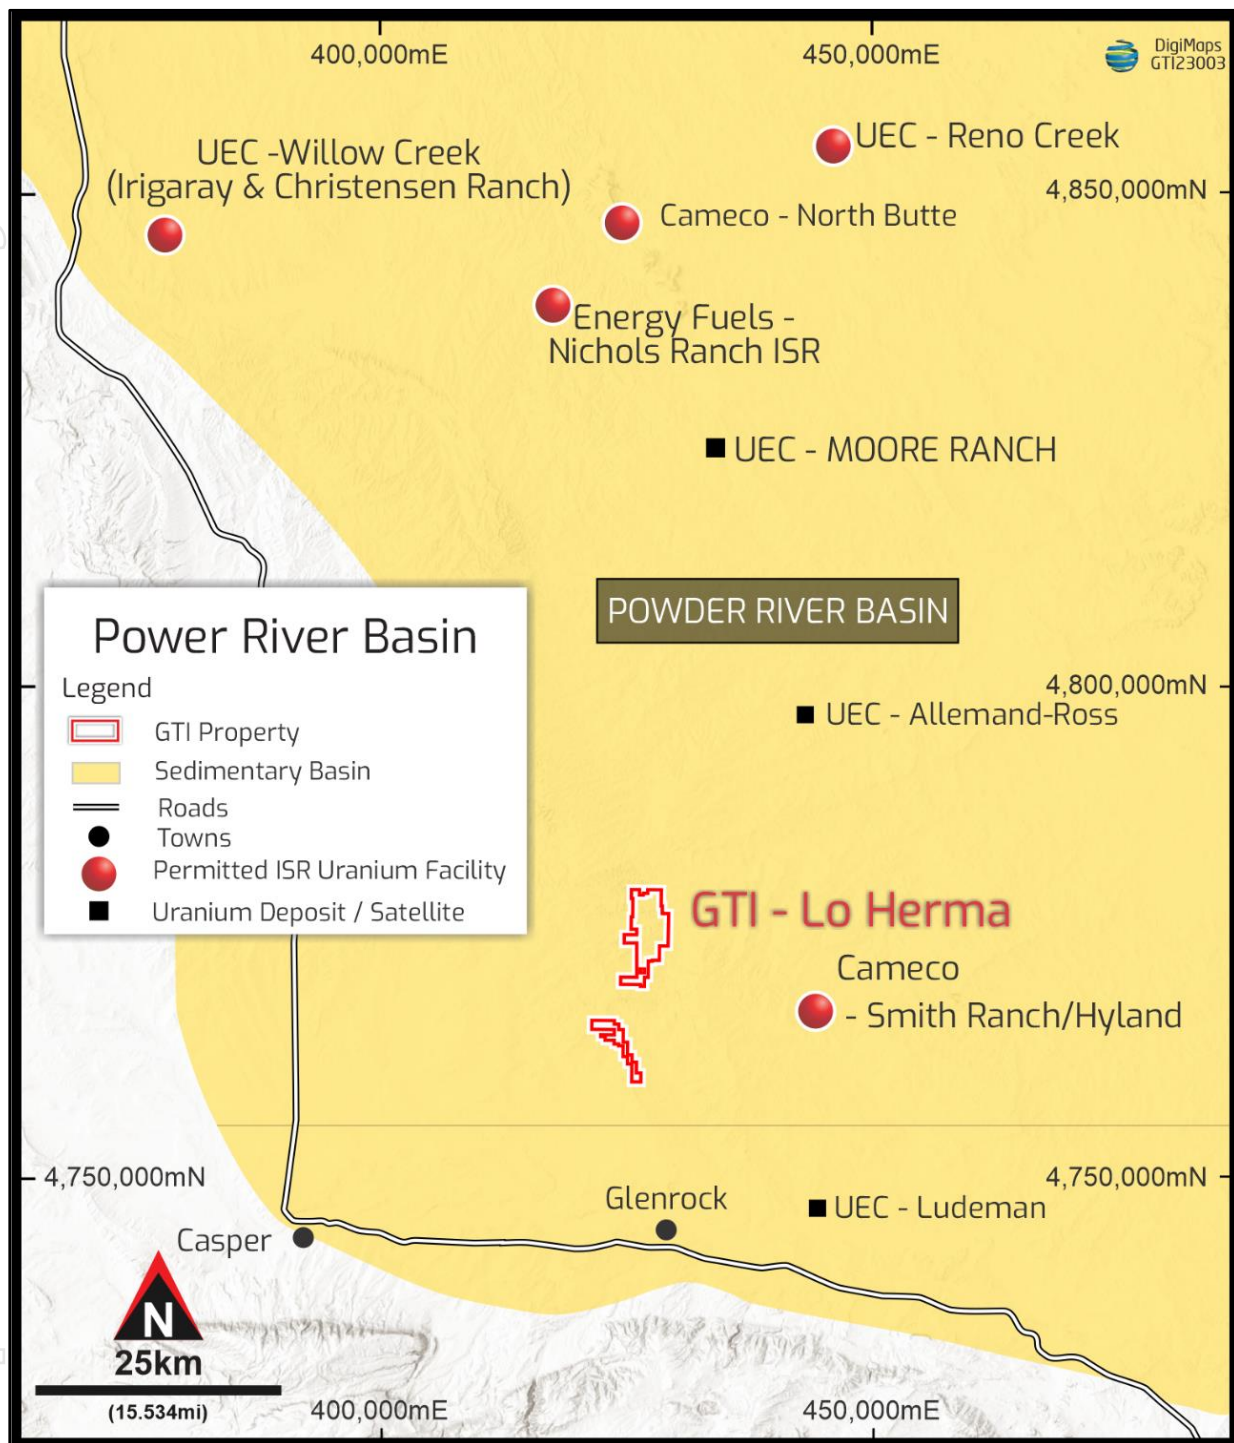 400,000mE
450,000mE
DigiMaps
GTI23003
UEC - Reno Creek
UEC -Willow Creek
(Irigaray & Christensen Ranch)
4,850,000mN
Cameco - North Butte
Energy Fuels -
Nichols Ranch ISR
UEC - MOORE RANCH
POWDER RIVER BASIN
Power River Basin
Legend
GTI Property
Sedimentary Basin
Roads
Towns
Permitted ISR Uranium Facility
Uranium Deposit / Satellite
4,800,000mN
UEC - Allemand-Ross
GTI - Lo Herma
Cameco
- Smith Ranch/Hyland
4,750,000mN
4,750,000mN
Glenrock
UEC - Ludeman
Casper
N
25km
(15.534mi)
400,000mE
450,000mE